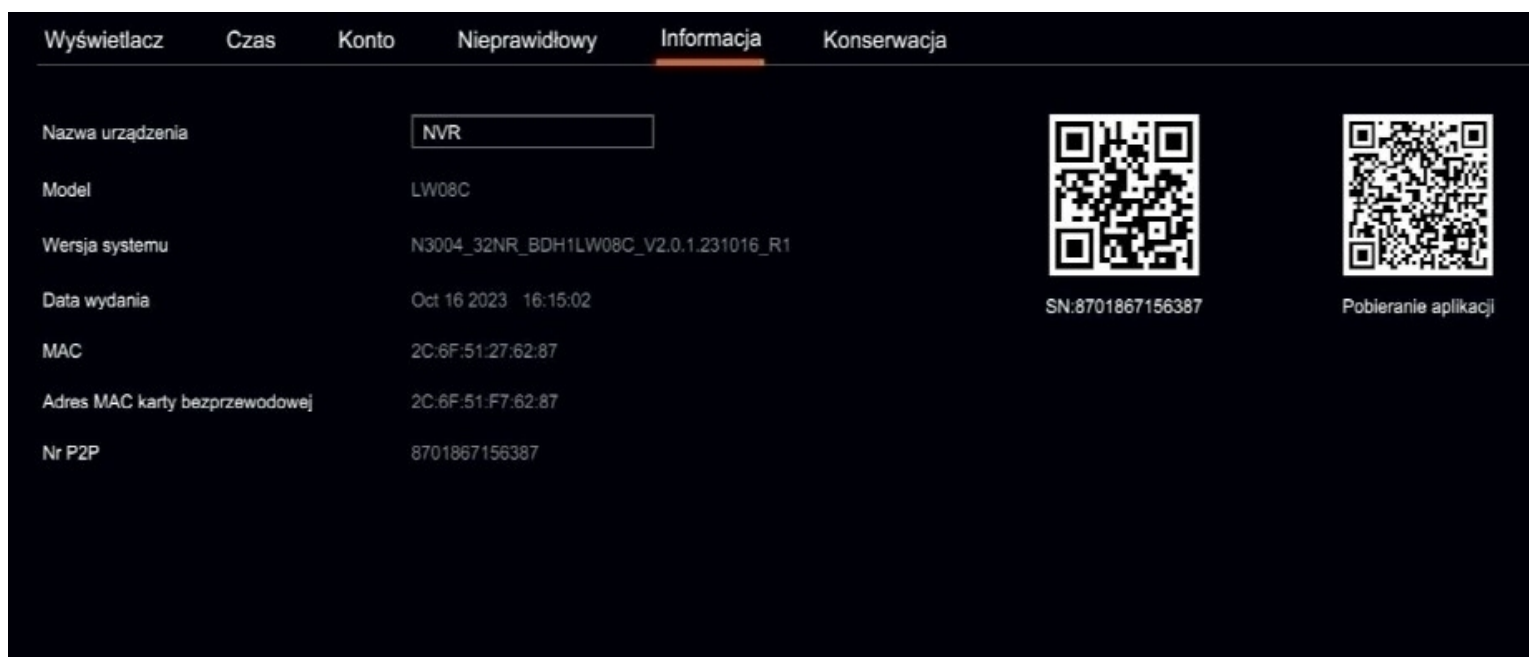 Wyświetlacz Czas Konto Nieprawidłowy Informacja Konserwacja
Nazwa urządzenia NVR
Model LW08C
Wersja systemu N3004_32NR_BDH1LW08C_V2.0.1.231016_R1
Data wydania Oct 16 2023 16:15:02
SN:8701867156387 Pobieranie aplikacji
MAC 2C:6F:51:27:62:87
Adres MAC karty bezprzewodowej 2C:6F:51:F7:62:87
Nr P2P 8701867156387